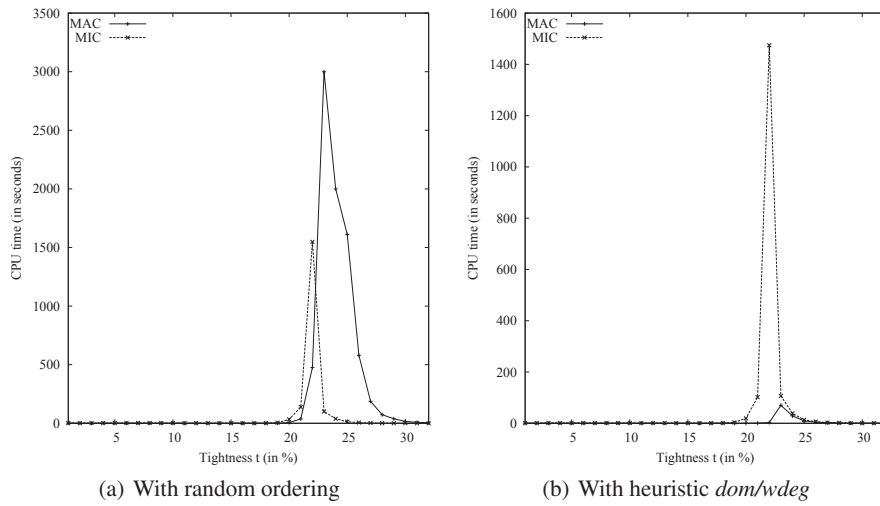 3500
3000
2500
2000
1500
1000
500
0
CPU time (in seconds)
MAC
MIC
5 10 15 20 25 30
Tightness t (in %)
(a) With random ordering
1600
1400
1200
1000
800
600
400
200
0
CPU time (in seconds)
MAC
MIC
5 10 15 20 25 30
Tightness t (in %)
(b) With heuristic dom/wdeg